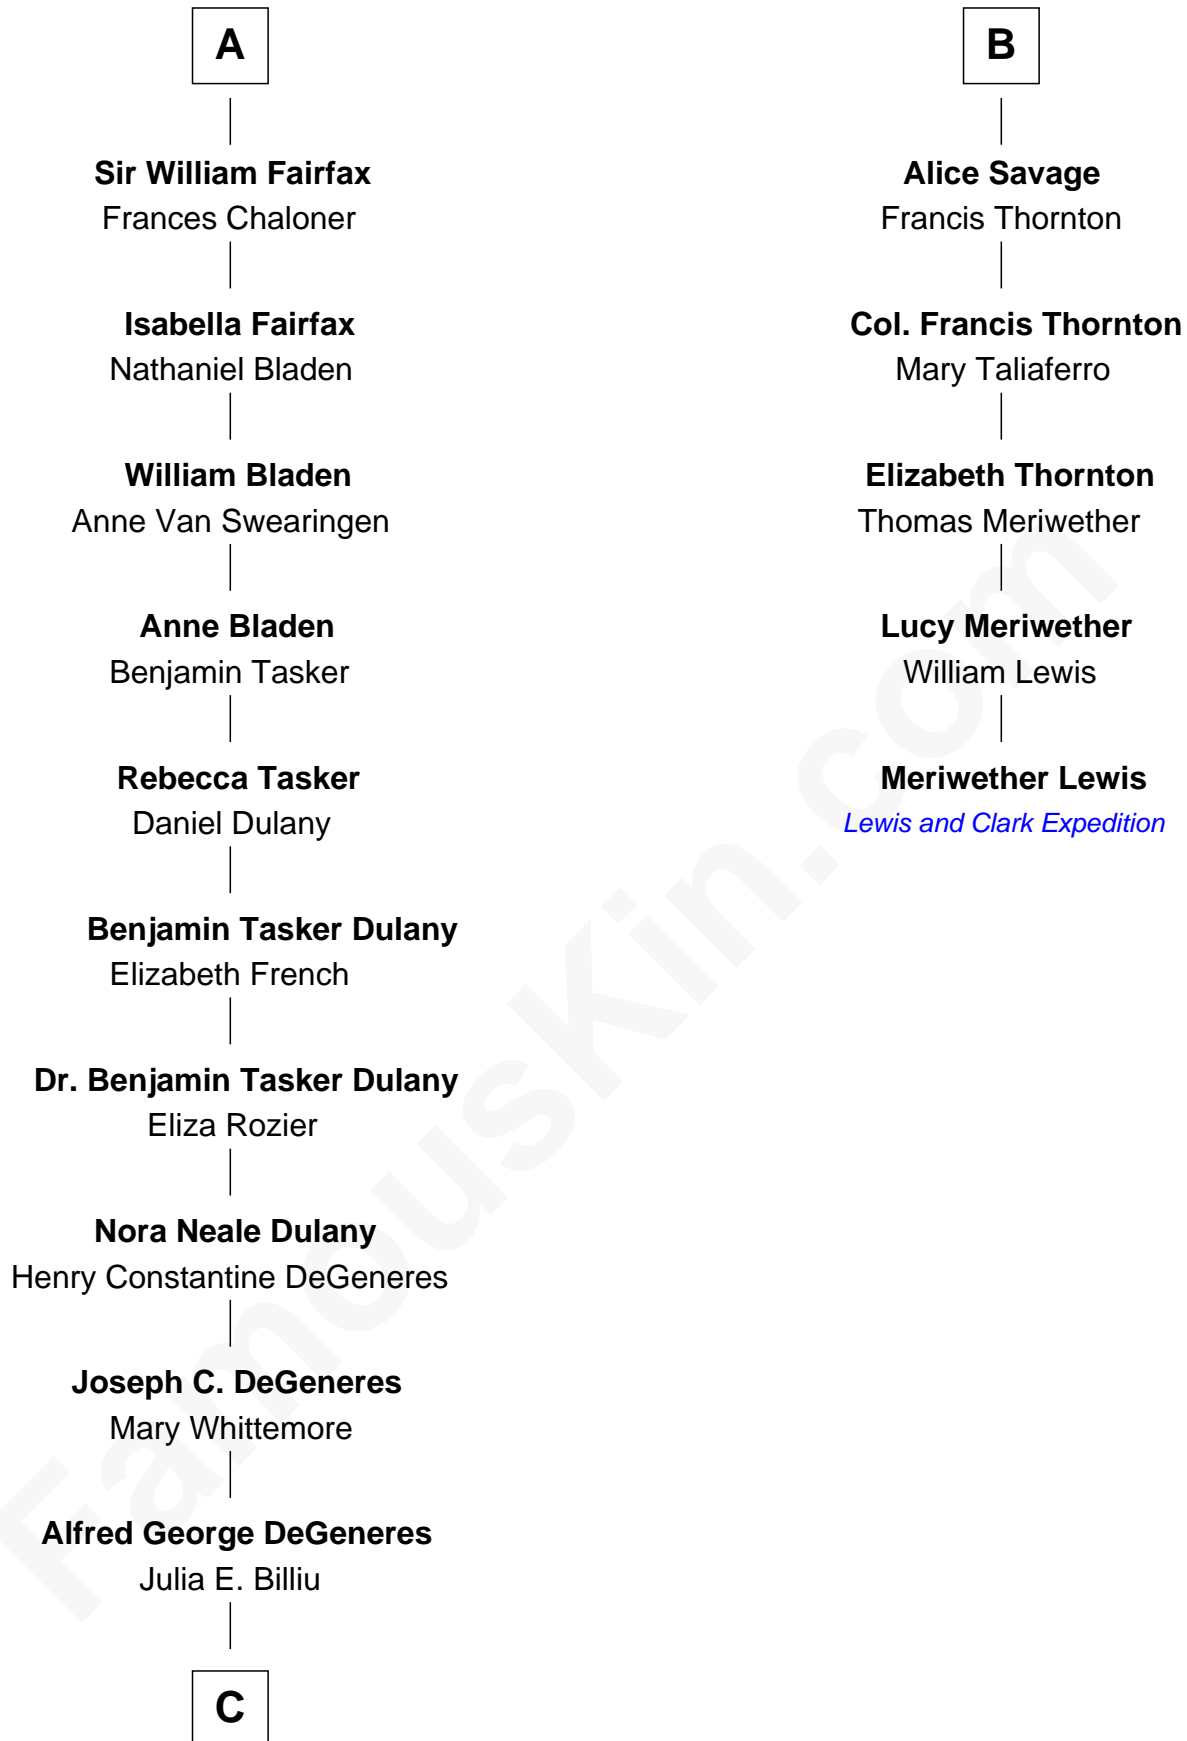 A
Sir William Fairfax
Frances Chaloner
Isabella Fairfax
Nathaniel Bladen
William Bladen
Anne Van Swearingen
Anne Bladen
Benjamin Tasker
Rebecca Tasker
Daniel Dulany
Benjamin Tasker Dulany
Elizabeth French
Dr. Benjamin Tasker Dulany
Eliza Rozier
Nora Neale Dulany
Henry Constantine DeGeneres
Joseph C. DeGeneres
Mary Whittemore
Alfred George DeGeneres
Julia E. Billiu
C
B
Alice Savage
Francis Thornton
Col. Francis Thornton
Mary Taliaferro
Elizabeth Thornton
Thomas Meriwether
Lucy Meriwether
William Lewis
Meriwether Lewis
Lewis and Clark Expedition
FamousKin.com